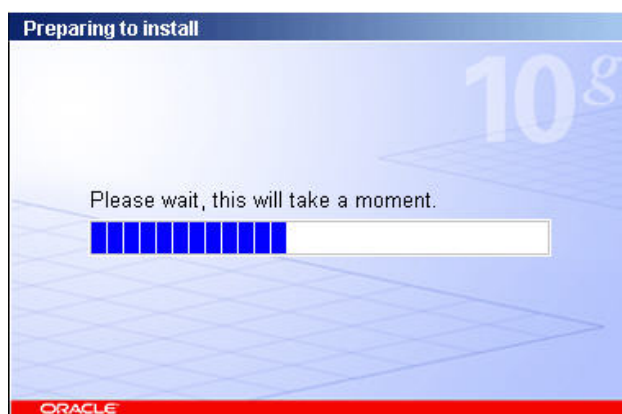 Preparing to install
10g
Please wait, this will take a moment.
ORACLE